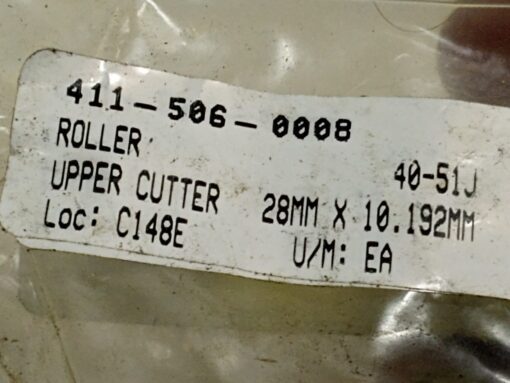 411-506-0008
ROLLER 40-51J
UPPER CUTTER 28MM X 10.192MM
Loc: C148E U/M: EA